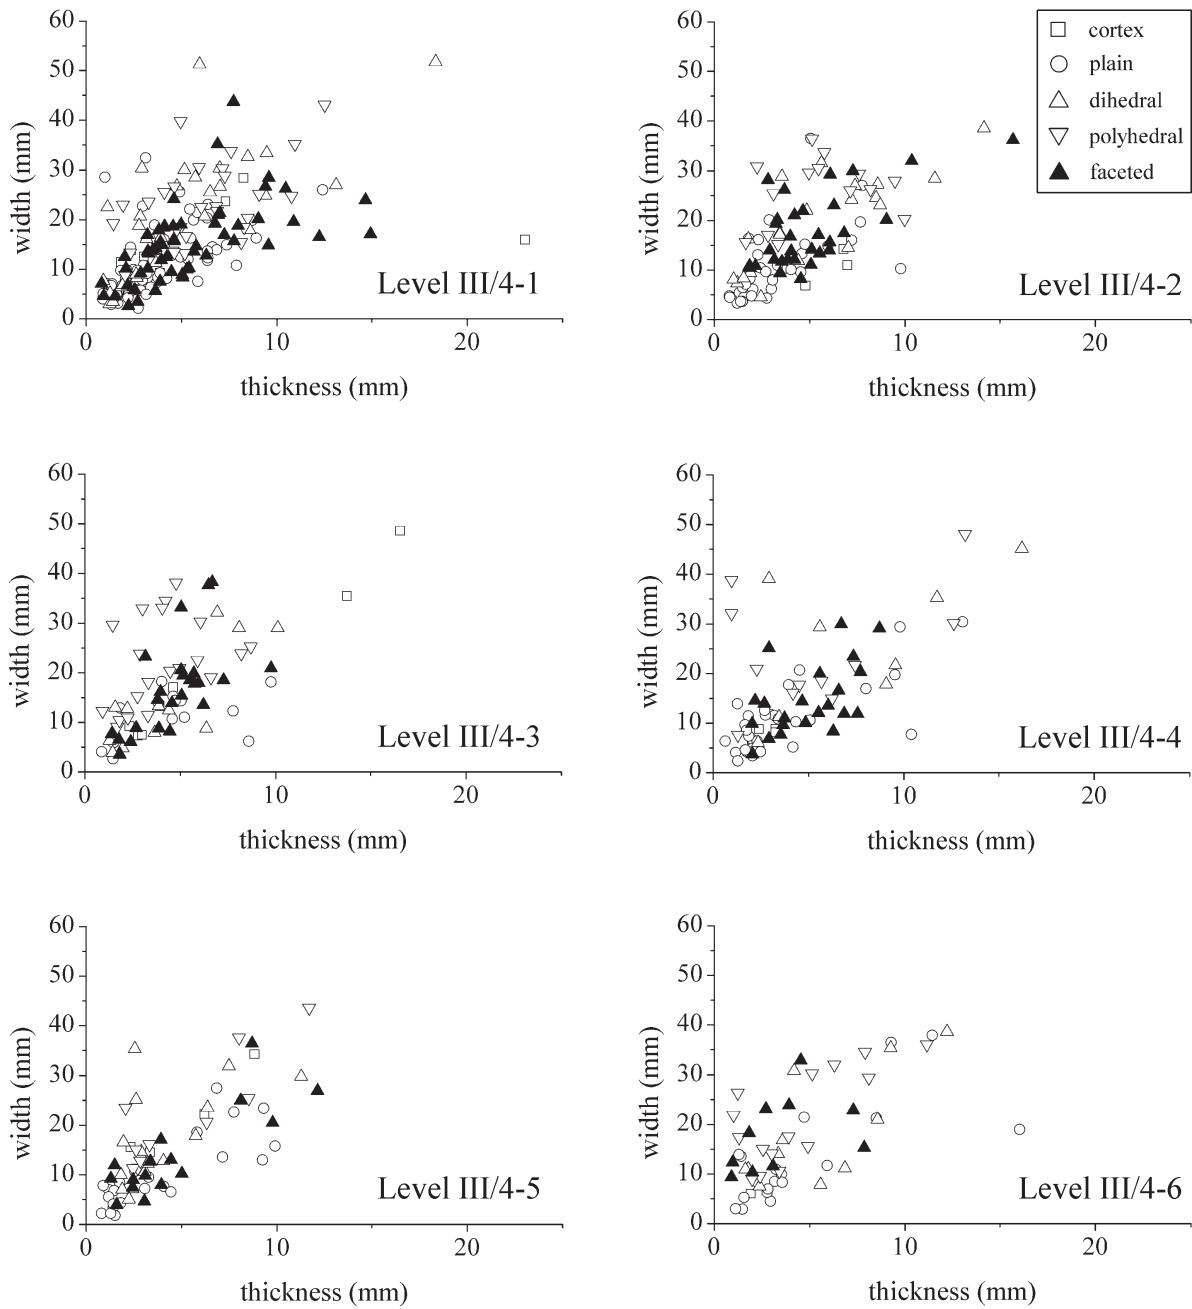 60
50
40
30
20
10
0
width (mm)
0 10 20
thickness (mm)
Level III/4-1
60
50
40
30
20
10
0
width (mm)
0 10 20
thickness (mm)
Level III/4-2
cortex
plain
dihedral
polyhedral
faceted
60
50
40
30
20
10
0
width (mm)
0 10 20
thickness (mm)
Level III/4-3
60
50
40
30
20
10
0
width (mm)
0 10 20
thickness (mm)
Level III/4-4
60
50
40
30
20
10
0
width (mm)
0 10 20
thickness (mm)
Level III/4-5
60
50
40
30
20
10
0
width (mm)
0 10 20
thickness (mm)
Level III/4-6